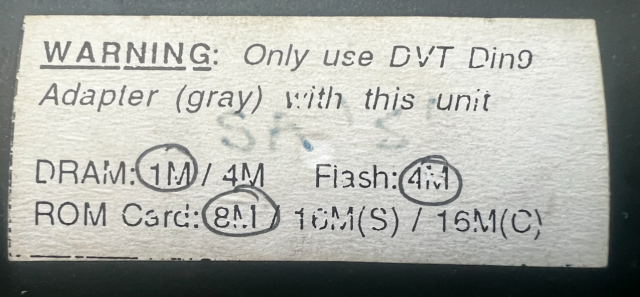 WARNING: Only use DVT Din9
Adapter (gray) with this unit
DRAM: 1M / 4M Flash: 4M
ROM Card: 8M / 16M(S) / 16M(C)